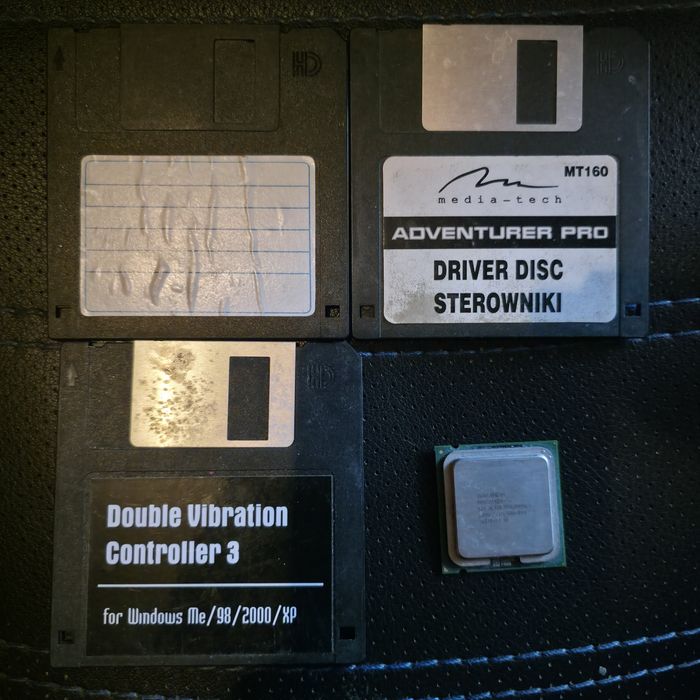 HD
HD
MT160
media-tech
ADVENTURER PRO
DRIVER DISC
STEROWNIKI
HD
Double Vibration
Controller 3
for Windows Me/98/2000/XP